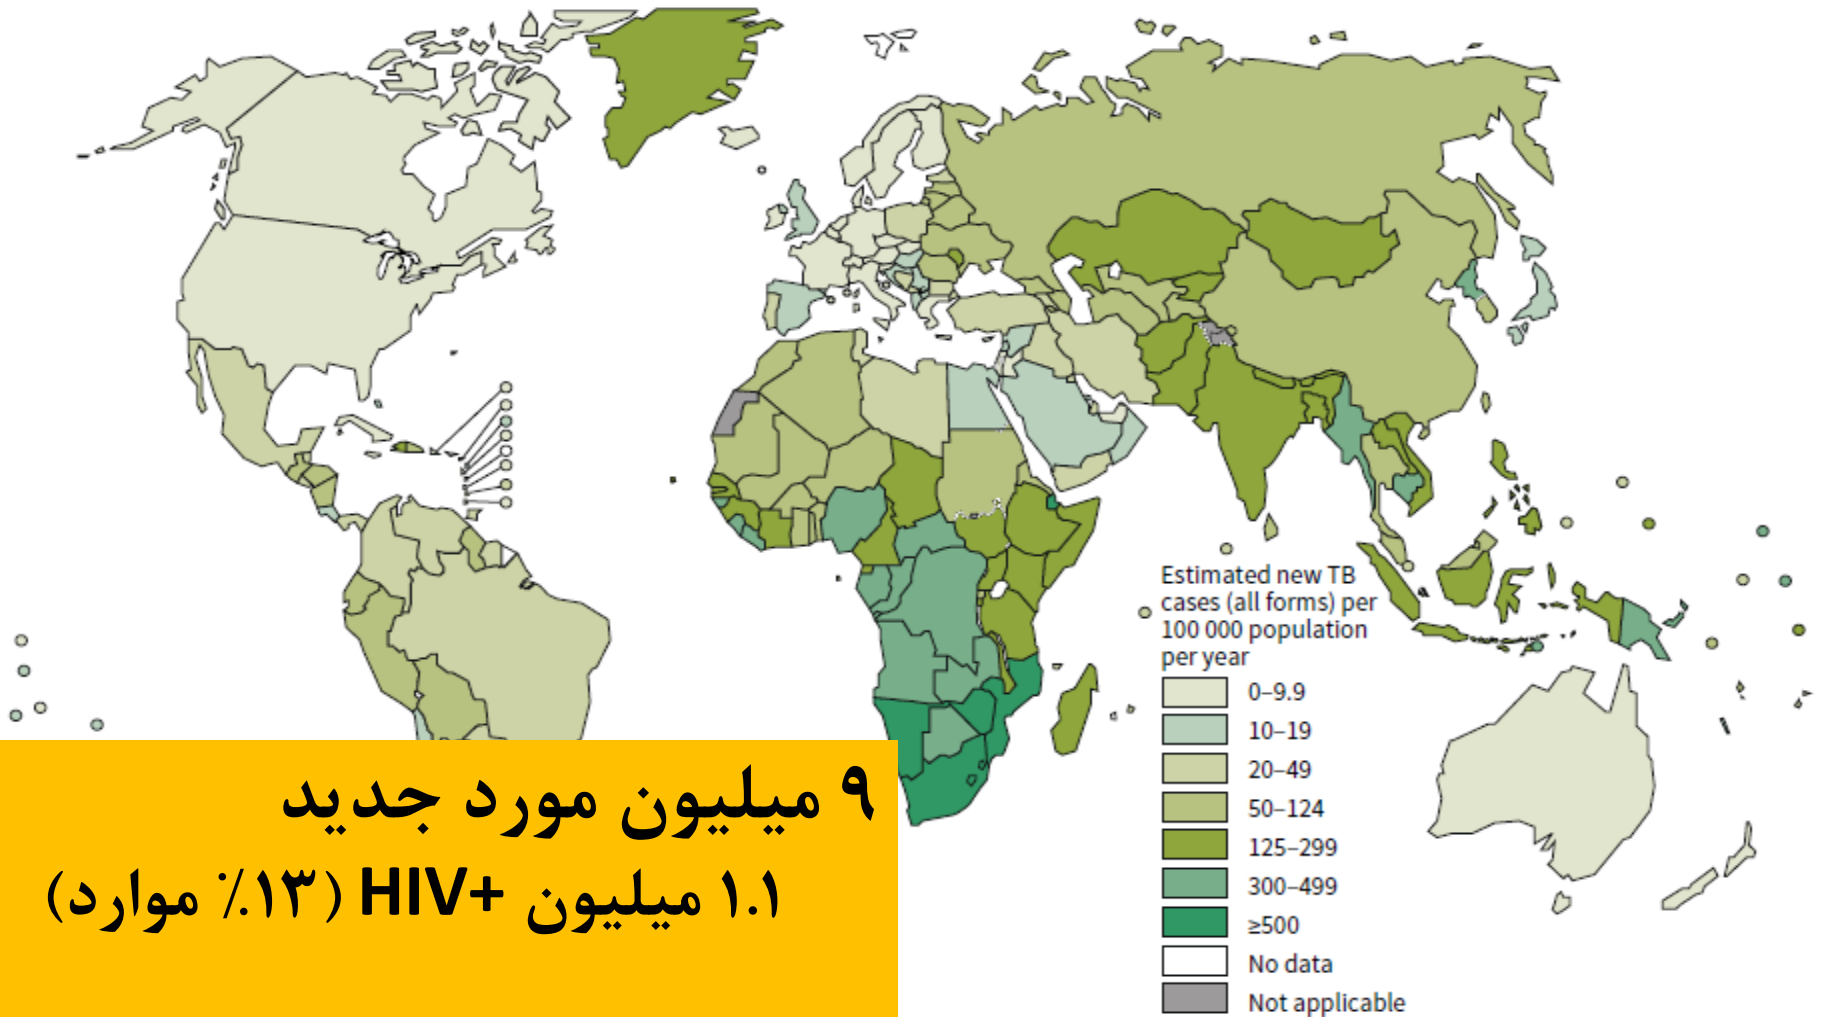 Estimated new TB
cases (all forms) per
100 000 population
per year
0–9.9
10–19
20–49
50–124
125–299
300–499
≥500
No data
Not applicable
۹ میلیون مورد جدید
۱.۱ میلیون +HIV (۱۳٪ موارد)